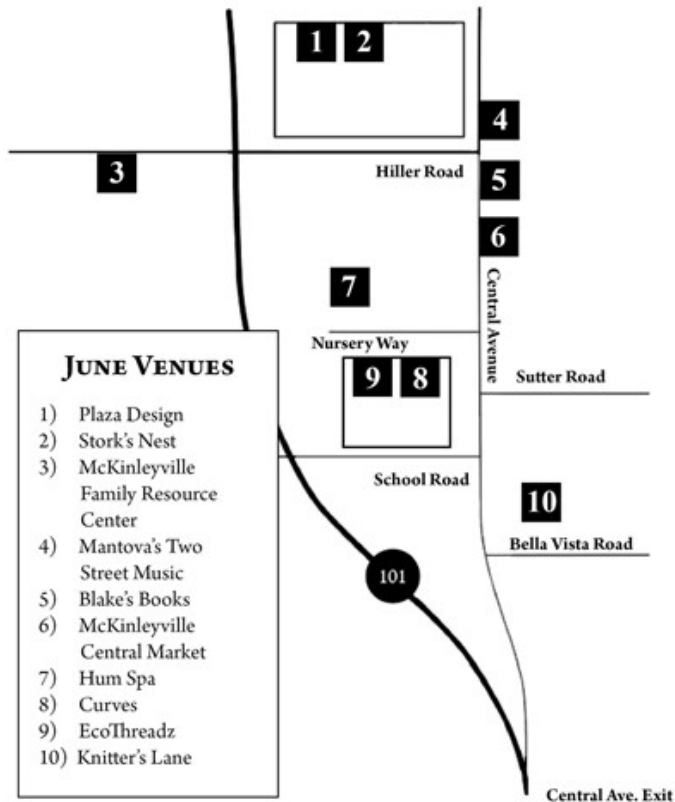 1 2
4
3
Hiller Road
5
6
7
Central Avenue
Nursery Way
Sutter Road
9 8
School Road
10
Bella Vista Road
101
Central Ave. Exit
June Venues
1) Plaza Design
2) Stork's Nest
3) McKinleyville
Family Resource
Center
4) Mantova's Two
Street Music
5) Blake's Books
6) McKinleyville
Central Market
7) Hum Spa
8) Curves
9) EcoThreadz
10) Knitter's Lane